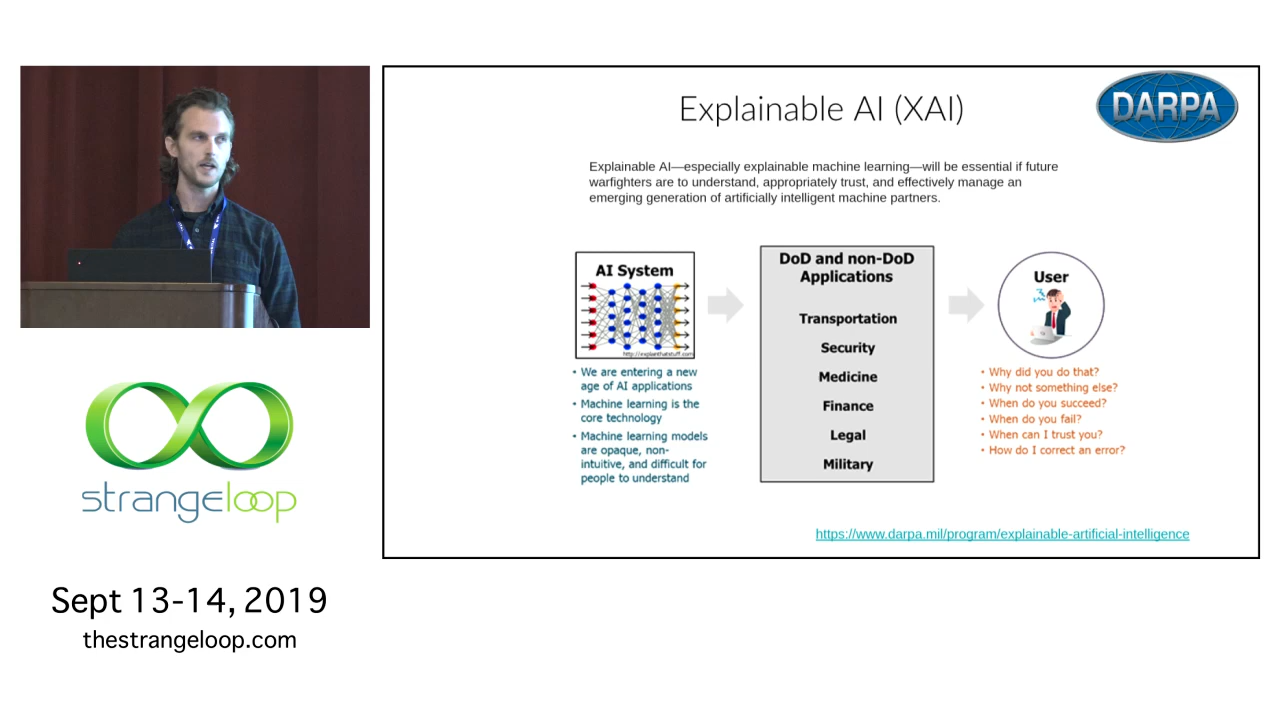 Explainable AI (XAI)
DARPA
Explainable AI—especially explainable machine learning—will be essential if future
warfighters are to understand, appropriately trust, and effectively manage an
emerging generation of artificially intelligent machine partners.
AI System
http://explainthatstuff.com
• We are entering a new
age of AI applications
• Machine learning is the
core technology
• Machine learning models
are opaque, non-
intuitive, and difficult for
people to understand
DoD and non-DoD
Applications
Transportation
Security
Medicine
Finance
Legal
Military
User
• Why did you do that?
• Why not something else?
• When do you succeed?
• When do you fail?
• When can I trust you?
• How do I correct an error?
https://www.darpa.mil/program/explainable-artificial-intelligence
strangeloop
Sept 13-14, 2019
thestrangeloop.com